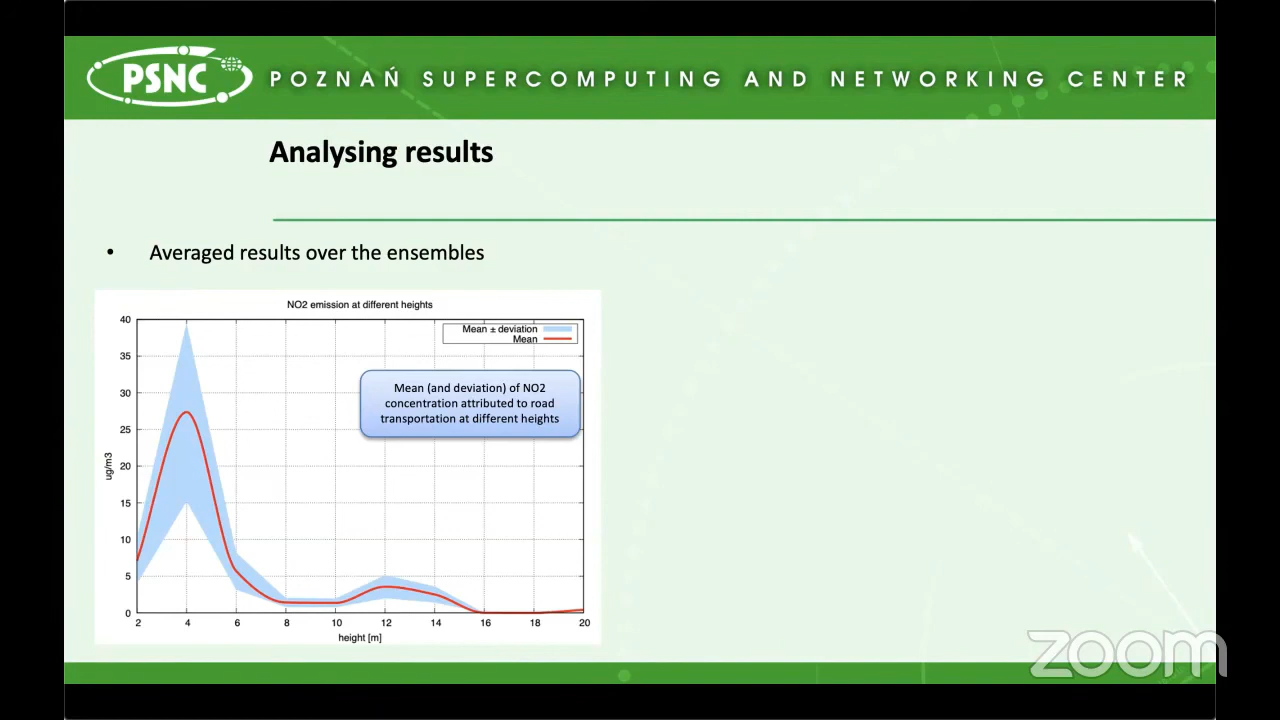 PSNC POZNAŃ SUPERCOMPUTING AND NETWORKING CENTER
Analysing results
• Averaged results over the ensembles
NO2 emission at different heights
Mean ± deviation
Mean
Mean (and deviation) of NO2
concentration attributed to road
transportation at different heights
40
35
30
25
20
15
10
5
0
ug/m3
2 4 6 8 10 12 14 16 18 20
height [m]
zoom